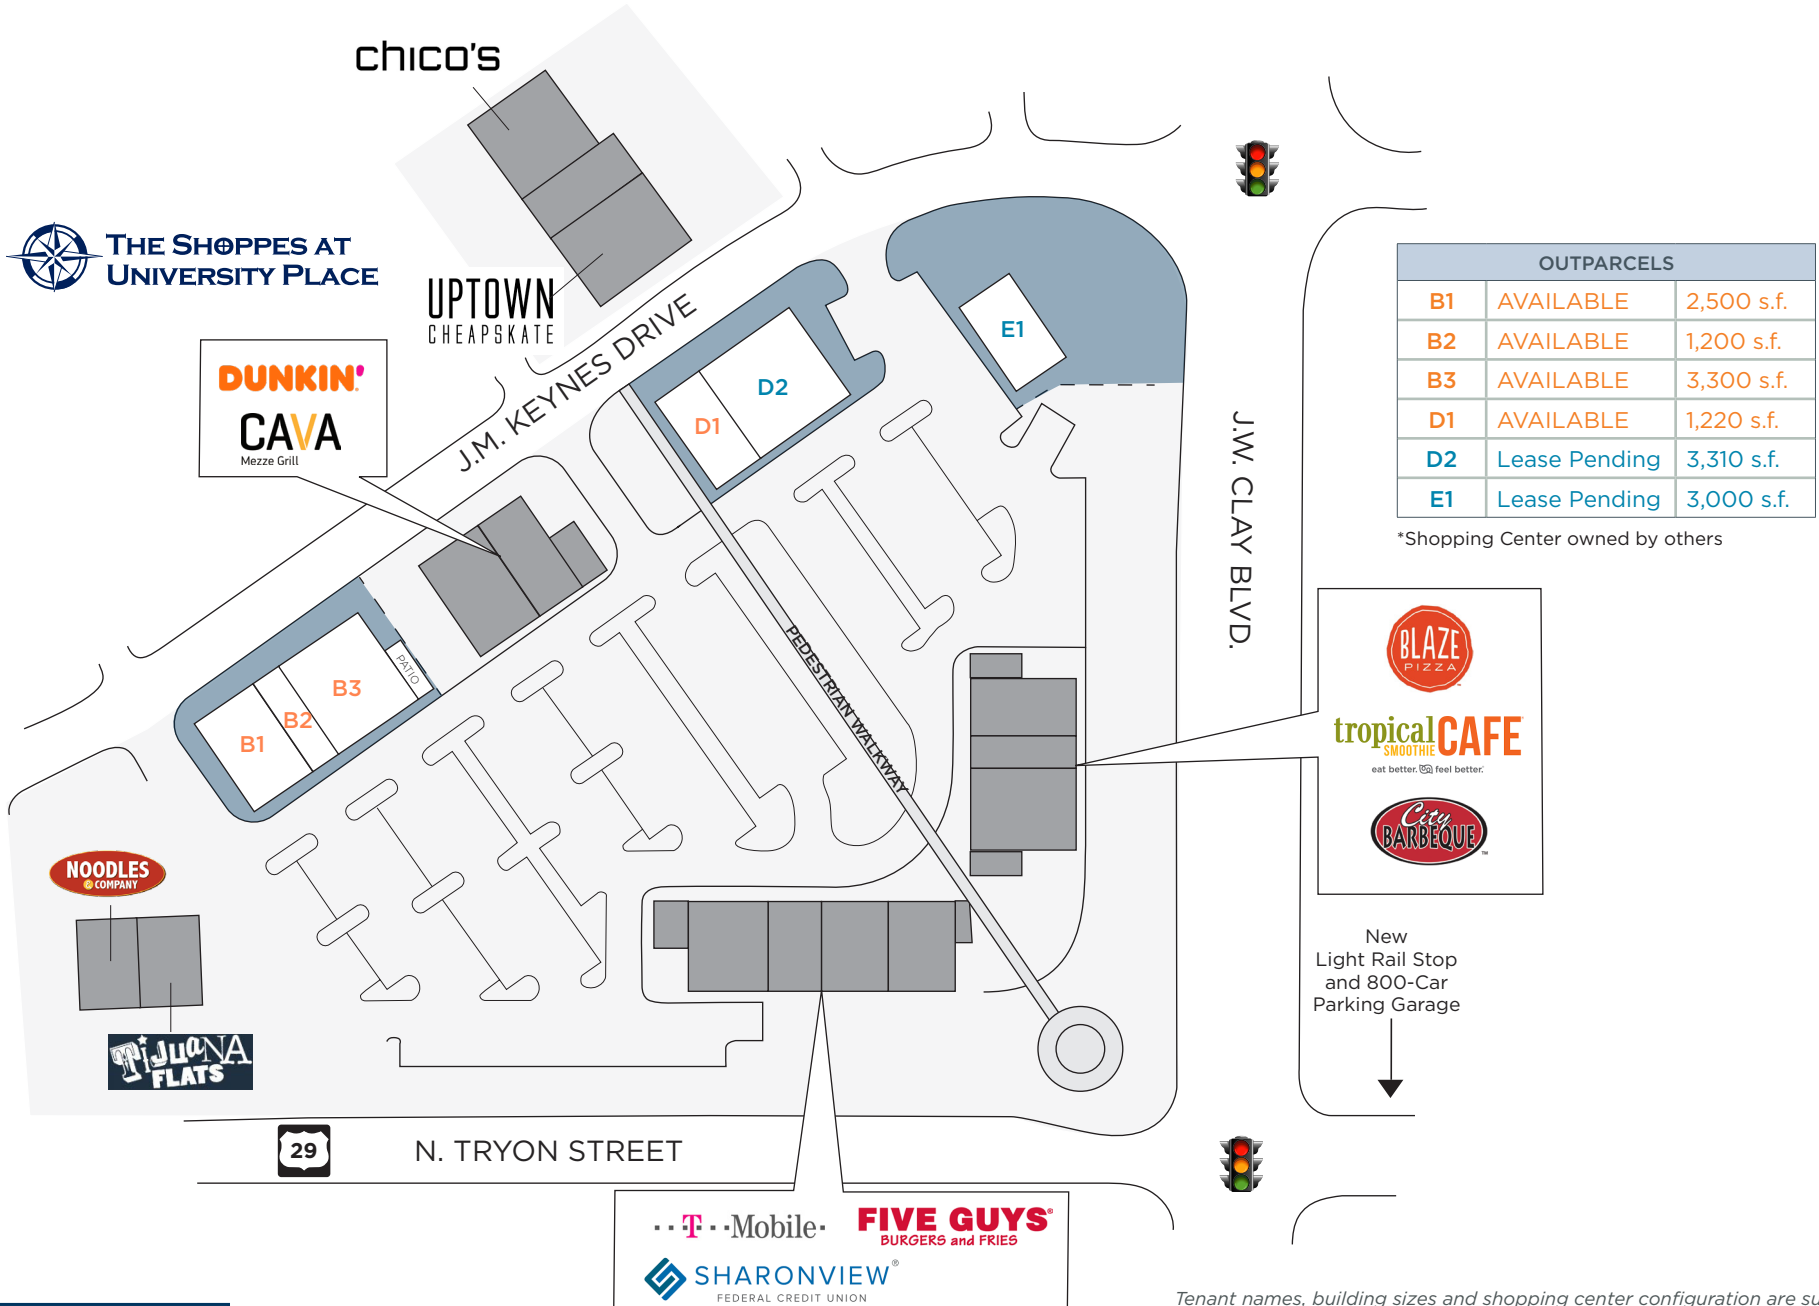 chico's
THE SHOPPES AT
UNIVERSITY PLACE
UPTOWN
CHEAPSKATE
DUNKIN'
CAVA
Mezze Grill
J.M. KEYNES DRIVE
D1
D2
E1
B1
B2
B3
PATIO
PEDESTRIAN WALKWAY
J.W. CLAY BLVD.
OUTPARCELS
B1 AVAILABLE 2,500 s.f.
B2 AVAILABLE 1,200 s.f.
B3 AVAILABLE 3,300 s.f.
D1 AVAILABLE 1,220 s.f.
D2 Lease Pending 3,310 s.f.
E1 Lease Pending 3,000 s.f.
*Shopping Center owned by others
BLAZE
PIZZA
tropical CAFE
SMOOTHIE
eat better. feel better.
City
BARBEQUE™
New
Light Rail Stop
and 800-Car
Parking Garage
NOODLES
& COMPANY
TiJuaNA
FLATS
29
N. TRYON STREET
T··Mobile·
FIVE GUYS®
BURGERS and FRIES
SHARONVIEW®
FEDERAL CREDIT UNION
Tenant names, building sizes and shopping center configuration are su